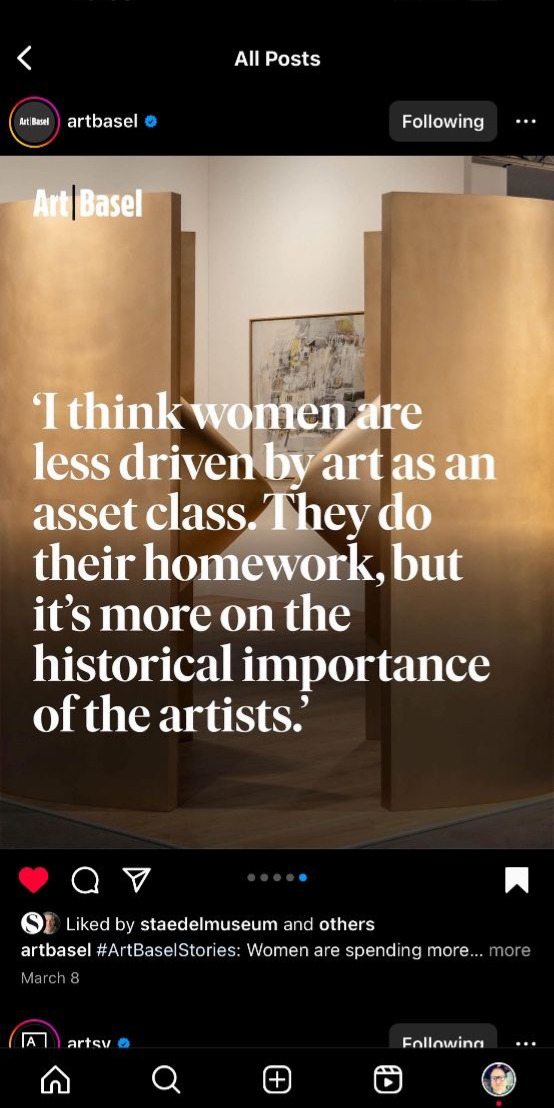 All Posts
Art Basel
artbasel
Following
Art Basel
‘I think women are
less driven by art as an
asset class. They do
their homework, but
it’s more on the
historical importance
of the artists.’
S
Liked by staedelmuseum and others
artbasel #ArtBaselStories: Women are spending more... more
March 8
A
artsy
Following